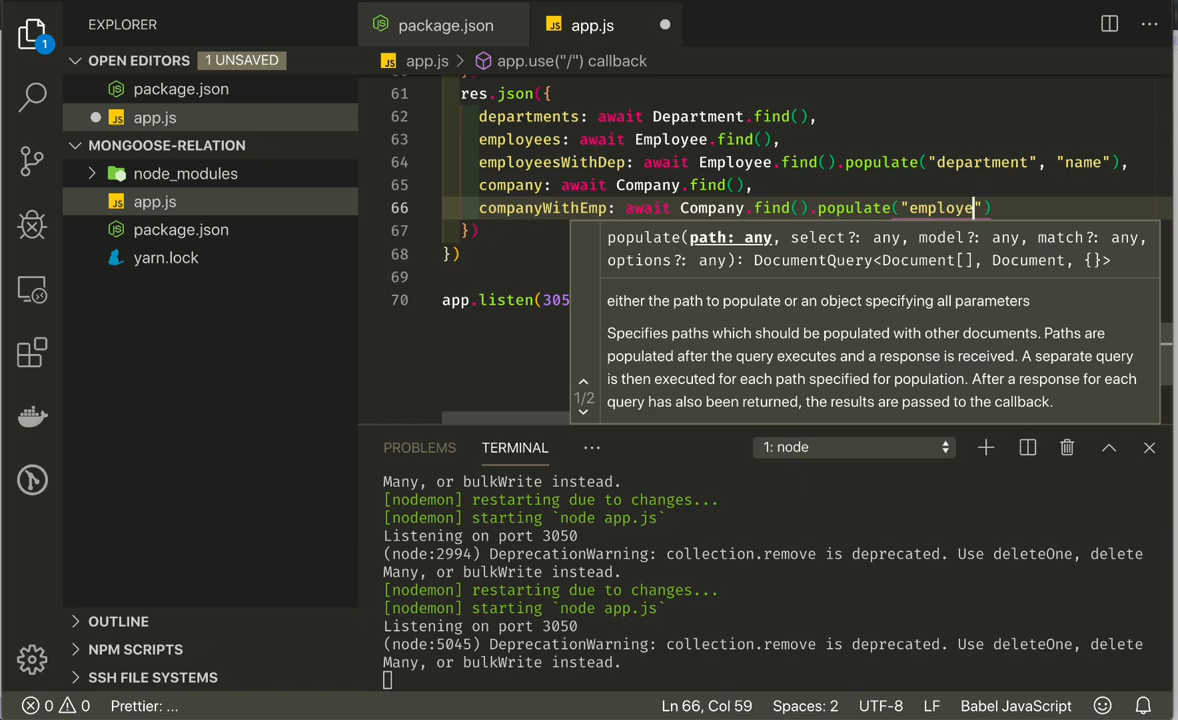 EXPLORER
package.json
app.js
1
OPEN EDITORS 1 UNSAVED
package.json
app.js
MONGOOSE-RELATION
node_modules
app.js
package.json
yarn.lock
OUTLINE
NPM SCRIPTS
SSH FILE SYSTEMS
app.js > app.use("/") callback
61 res.json({
62 departments: await Department.find(),
63 employees: await Employee.find(),
64 employeesWithDep: await Employee.find().populate("department", "name"),
65 company: await Company.find(),
66 companyWithEmp: await Company.find().populate("employe")
67 })
68 })
69
70 app.listen(305
populate(path: any, select?: any, model?: any, match?: any,
options?: any): DocumentQuery<Document[], Document, {}>
either the path to populate or an object specifying all parameters
Specifies paths which should be populated with other documents. Paths are
populated after the query executes and a response is received. A separate query
1/2
is then executed for each path specified for population. After a response for each
query has also been returned, the results are passed to the callback.
PROBLEMS TERMINAL ··· 1: node
Many, or bulkWrite instead.
[nodemon] restarting due to changes...
[nodemon] starting `node app.js`
Listening on port 3050
(node:2994) DeprecationWarning: collection.remove is deprecated. Use deleteOne, delete
Many, or bulkWrite instead.
[nodemon] restarting due to changes...
[nodemon] starting `node app.js`
Listening on port 3050
(node:5045) DeprecationWarning: collection.remove is deprecated. Use deleteOne, delete
Many, or bulkWrite instead.
0 0 Prettier: ... Ln 66, Col 59 Spaces: 2 UTF-8 LF Babel JavaScript